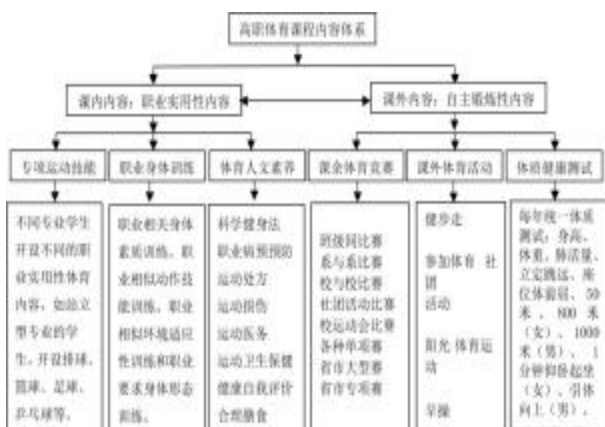 高职体育课程内容体系
课内内容：职业实用性内容
课外内容：自主锻炼性内容
专项运动技能
职业身体训练
体育人文素养
课余体育竞赛
课外体育活动
体质健康测试
不同专业学生
开设不同的职
业实用性体育
内容，如站立
型专业的学
生，开设排球、
篮球、足球、
乒乓球等。
职业相关身体
素质训练、职
业相似动作技
能训练、职业
相似环境适应
性训练和职业
要求身体形态
训练。
科学健身法
职业病预预防
运动处方
运动损伤
运动医务
运动卫生保健
健康自我评价
合理膳食
班级间比赛
系与系比赛
校与校比赛
社团活动比赛
校运动会比赛
各种单项赛
省市大型赛
省市专项赛
健步走
参加体育 社
团
活动
阳光 体育运
动
早操
每年统一体质
测试：身高、
体重、肺活量、
立定跳远、座
位体前屈、50
米、800 米
（女）、1000
米（男）、1
分钟仰卧起坐
（女）、引体
向上（男）。